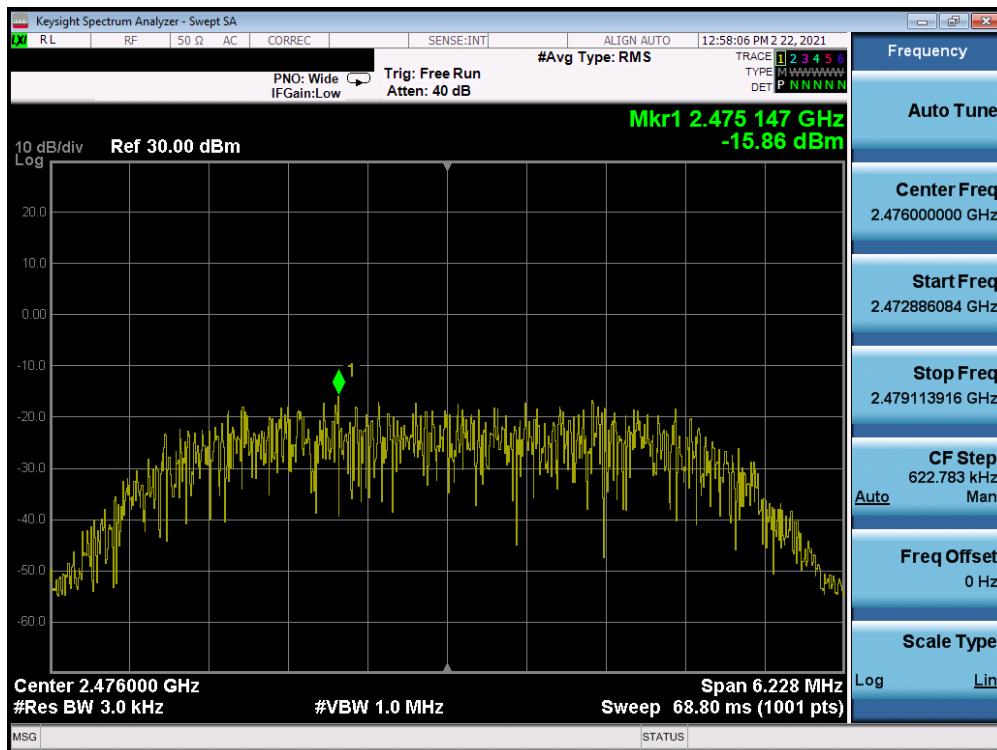 Keysight Spectrum Analyzer - Swept SA
LXI RL RF 50 Ω AC CORREC SENSE:INT ALIGN AUTO 12:58:06 PM 2 22, 2021
Frequency
PNO: Wide
IFGain:Low
Trig: Free Run
Atten: 40 dB
#Avg Type: RMS
TRACE 1 2 3 4 5 6
TYPE M WWWWW
DET P N N N N N
Auto Tune
Mkr1 2.475 147 GHz
-15.86 dBm
10 dB/div Ref 30.00 dBm
Log
20.0
10.0
0.00
-10.0
-20.0
-30.0
-40.0
-50.0
-60.0
1
Center Freq
2.476000000 GHz
Start Freq
2.472886084 GHz
Stop Freq
2.479113916 GHz
CF Step
622.783 kHz
Auto Man
Freq Offset
0 Hz
Scale Type
Log Lin
Center 2.476000 GHz Span 6.228 MHz
#Res BW 3.0 kHz #VBW 1.0 MHz Sweep 68.80 ms (1001 pts)
MSG STATUS